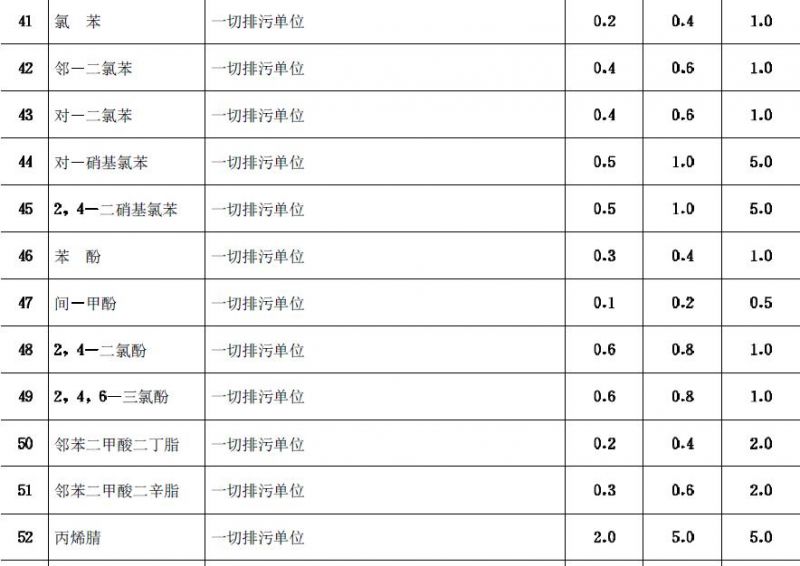 41 氯 苯 一切排污单位 0.2 0.4 1.0
42 邻一二氯苯 一切排污单位 0.4 0.6 1.0
43 对一二氯苯 一切排污单位 0.4 0.6 1.0
44 对一硝基氯苯 一切排污单位 0.5 1.0 5.0
45 2，4一二硝基氯苯 一切排污单位 0.5 1.0 5.0
46 苯 酚 一切排污单位 0.3 0.4 1.0
47 间一甲酚 一切排污单位 0.1 0.2 0.5
48 2，4一二氯酚 一切排污单位 0.6 0.8 1.0
49 2，4，6一三氯酚 一切排污单位 0.6 0.8 1.0
50 邻苯二甲酸二丁脂 一切排污单位 0.2 0.4 2.0
51 邻苯二甲酸二辛脂 一切排污单位 0.3 0.6 2.0
52 丙烯腈 一切排污单位 2.0 5.0 5.0